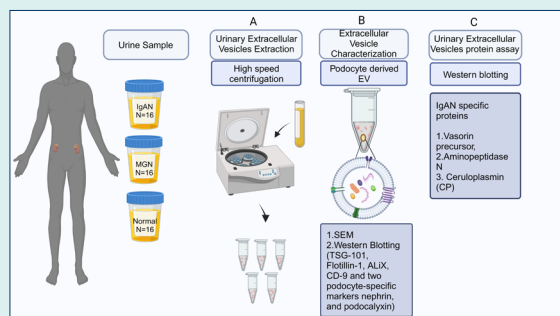 Urine Sample
IgAN
N=16
MGN
N=16
Normal
N=16
A
Urinary Extracellular
Vesicles Extraction
High speed
centrifugation
B
Extracellular
Vesicle
Characterization
Podocyte derived
EV
1.SEM
2.Western Blotting
(TSG-101,
Flotillin-1, ALiX,
CD-9 and two
podocyte-specific
markers nephrin,
and podocalyxin)
C
Urinary Extracellular
Vesicles protein assay
Western blotting
IgAN specific
proteins
1.Vasorin
precursor,
2.Aminopeptidase
N
3. Ceruloplasmin
(CP)